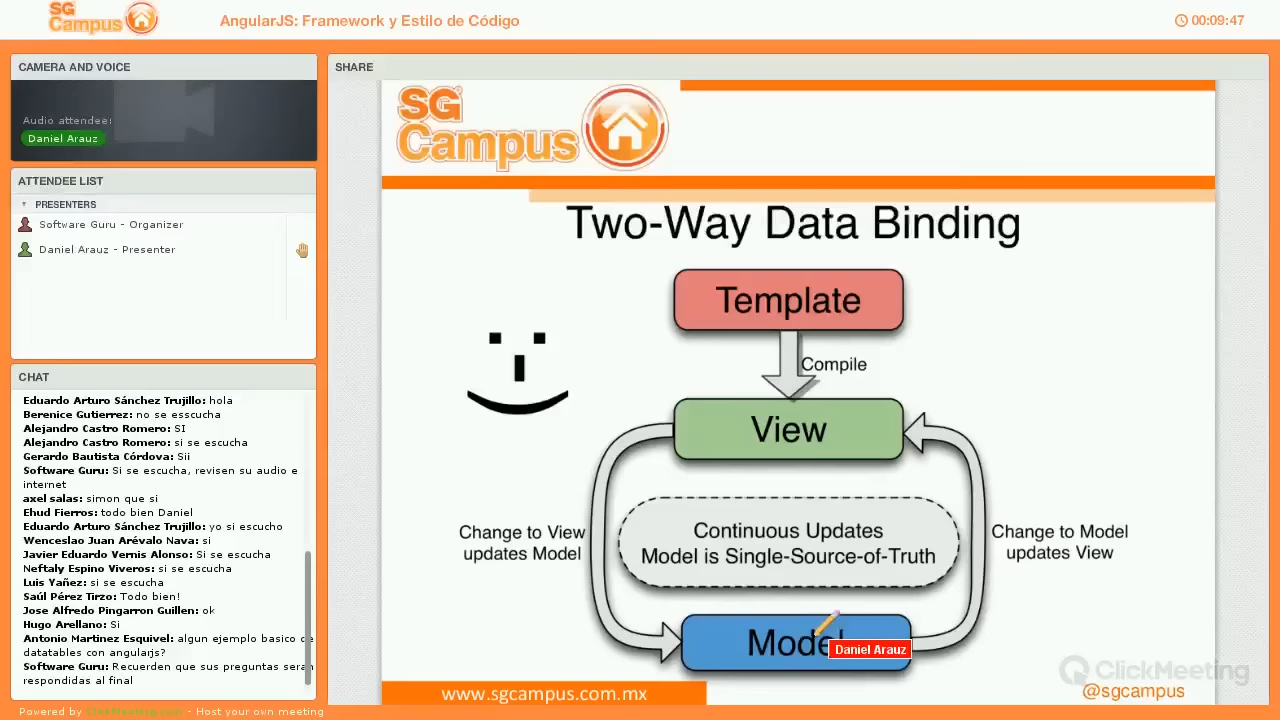 SG
Campus
AngularJS: Framework y Estilo de Código
00:09:47
CAMERA AND VOICE
Audio attendee:
Daniel Arauz
ATTENDEE LIST
PRESENTERS
Software Guru - Organizer
Daniel Arauz - Presenter
CHAT
Eduardo Arturo Sánchez Trujillo: hola
Berenice Gutierrez: no se esscucha
Alejandro Castro Romero: SI
Alejandro Castro Romero: si se escucha
Gerardo Bautista Córdova: Sii
Software Guru: Si se escucha, revisen su audio e
internet
axel salas: simon que si
Ehud Fierros: todo bien Daniel
Eduardo Arturo Sánchez Trujillo: yo si escucho
Wenceslao Juan Arévalo Nava: si
Javier Eduardo Vernis Alonso: Si se escucha
Neftaly Espino Viveros: si se escucha
Luis Yañez: si se escucha
Saúl Pérez Tirzo: Todo bien!
Jose Alfredo Pingarron Guillen: ok
Hugo Arellano: Si
Antonio Martinez Esquivel: algun ejemplo basico de
datatables con angularjs?
Software Guru: Recuerden que sus preguntas seran
respondidas al final
Powered by ClickMeeting.com - Host your own meeting
SHARE
SG
Campus
Two-Way Data Binding
Template
Compile
View
Change to View
updates Model
Continuous Updates
Model is Single-Source-of-Truth
Change to Model
updates View
Model
Daniel Arauz
ClickMeeting
www.sgcampus.com.mx
@sgcampus